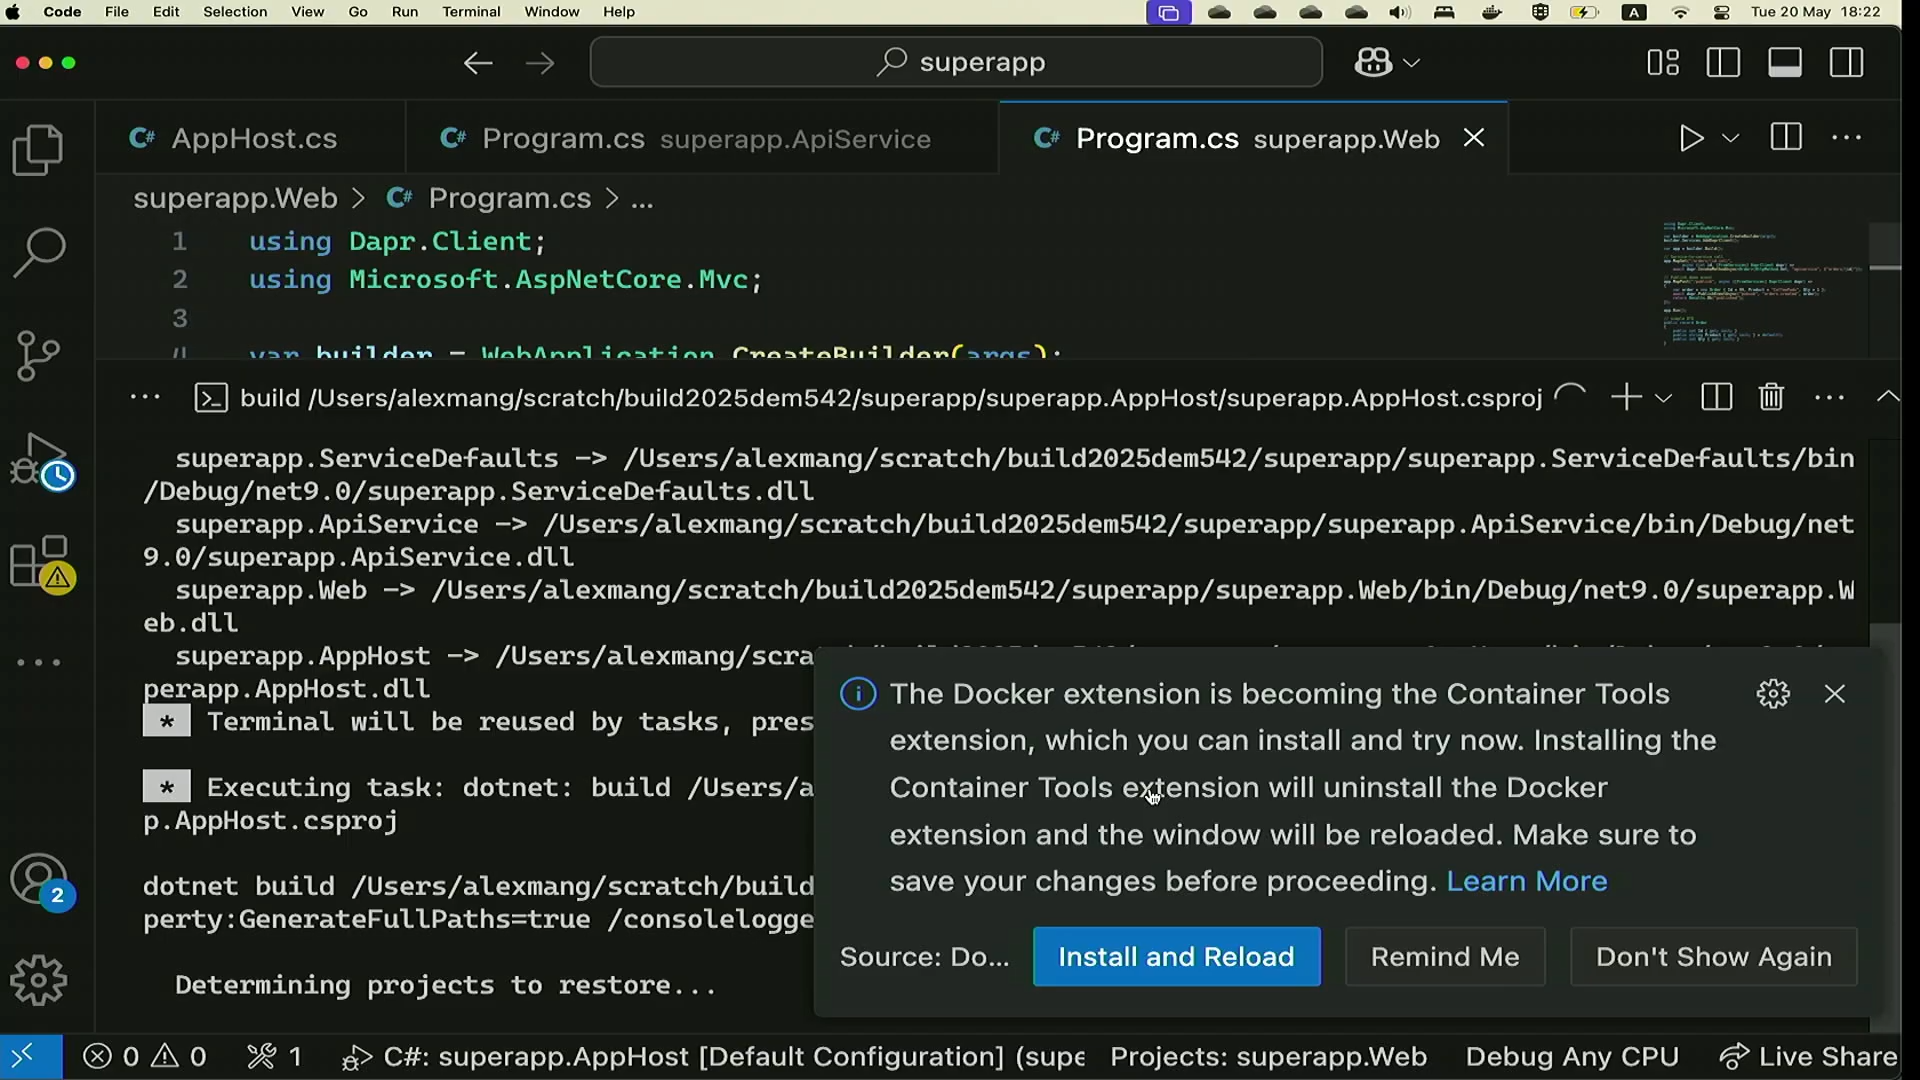 Code File Edit Selection View Go Run Terminal Window Help A Tue 20 May 18:22
superapp
C# AppHost.cs C# Program.cs superapp.ApiService C# Program.cs superapp.Web
superapp.Web > C# Program.cs > ...
1 using Dapr.Client;
2 using Microsoft.AspNetCore.Mvc;
3
4 var builder = WebApplication.CreateBuilder(args);
... build /Users/alexmang/scratch/build2025dem542/superapp/superapp.AppHost/superapp.AppHost.csproj
superapp.ServiceDefaults -> /Users/alexmang/scratch/build2025dem542/superapp/superapp.ServiceDefaults/bin
/Debug/net9.0/superapp.ServiceDefaults.dll
superapp.ApiService -> /Users/alexmang/scratch/build2025dem542/superapp/superapp.ApiService/bin/Debug/net
9.0/superapp.ApiService.dll
superapp.Web -> /Users/alexmang/scratch/build2025dem542/superapp/superapp.Web/bin/Debug/net9.0/superapp.W
eb.dll
superapp.AppHost -> /Users/alexmang/scra
perapp.AppHost.dll
* Terminal will be reused by tasks, pres
* Executing task: dotnet: build /Users/a
p.AppHost.csproj
dotnet build /Users/alexmang/scratch/build
perty:GenerateFullPaths=true /consolelogge
Determining projects to restore...
The Docker extension is becoming the Container Tools
extension, which you can install and try now. Installing the
Container Tools extension will uninstall the Docker
extension and the window will be reloaded. Make sure to
save your changes before proceeding. Learn More
Source: Do... Install and Reload Remind Me Don't Show Again
2
0 0 1 C#: superapp.AppHost [Default Configuration] (supe Projects: superapp.Web Debug Any CPU Live Share